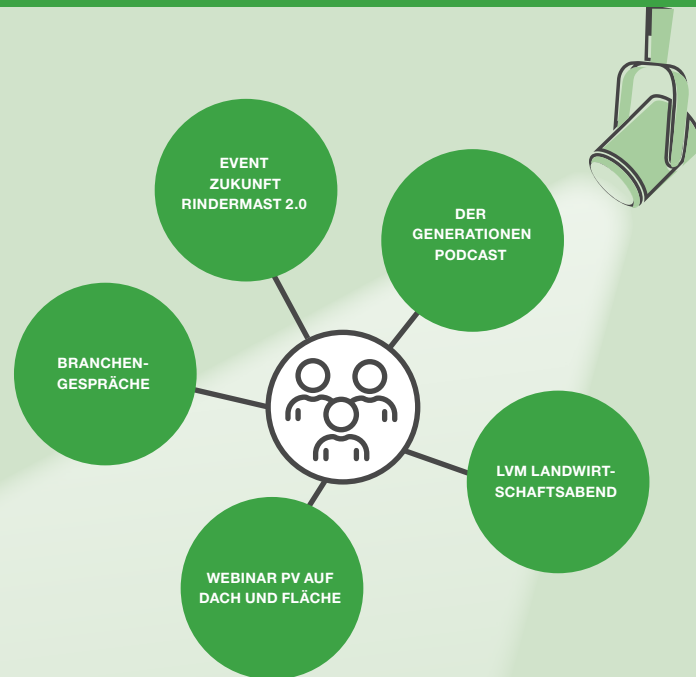 EVENT
ZUKUNFT
RINDERMAST 2.0
DER
GENERATIONEN
PODCAST
BRANCHEN-
GESPRÄCHE
LVM LANDWIRT-
SCHAFTSABEND
WEBINAR PV AUF
DACH UND FLÄCHE